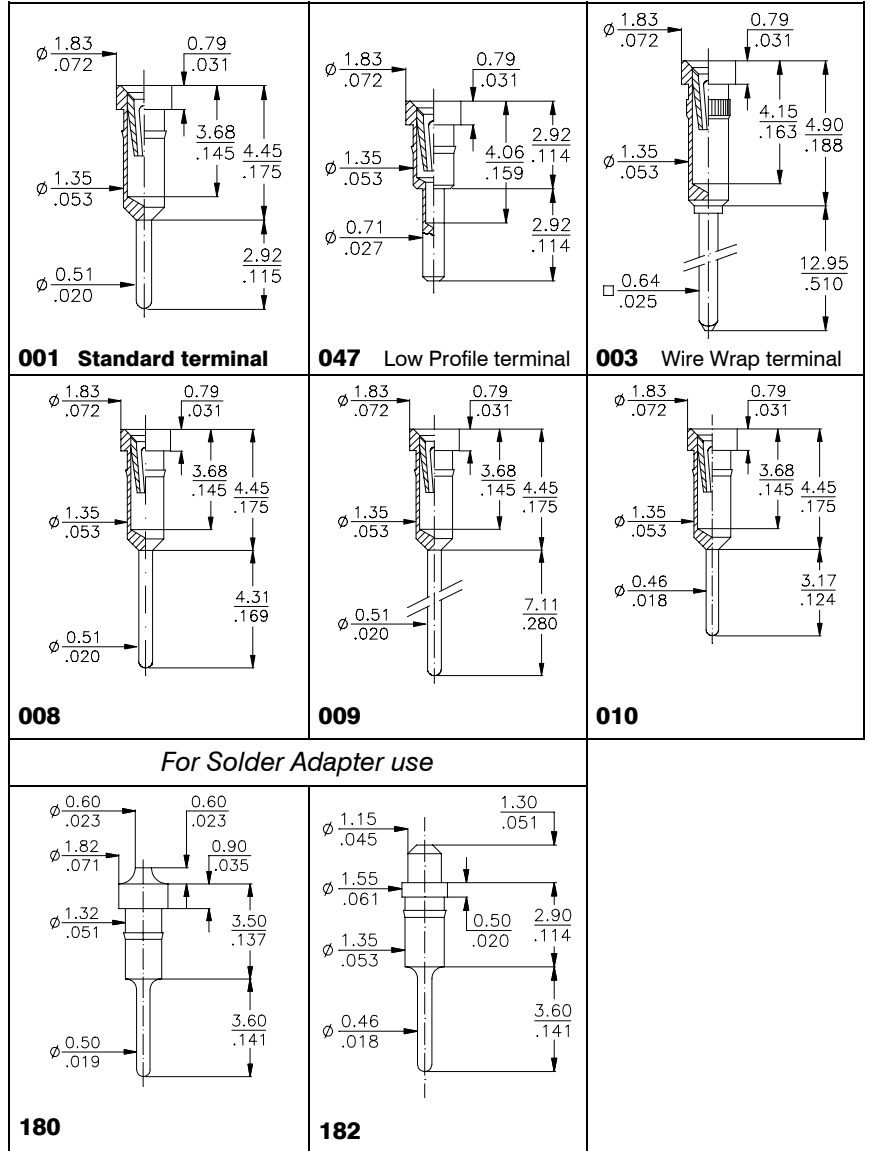 ø 1.83 .072
0.79 .031
3.68 .145
4.45 .175
ø 1.35 .053
2.92 .115
ø 0.51 .020
001 Standard terminal
ø 1.83 .072
0.79 .031
2.92 .114
4.06 .159
ø 1.35 .053
ø 0.71 .027
2.92 .114
047 Low Profile terminal
ø 1.83 .072
0.79 .031
4.15 .163
4.90 .188
ø 1.35 .053
12.95 .510
□ 0.64 .025
003 Wire Wrap terminal
ø 1.83 .072
0.79 .031
3.68 .145
4.45 .175
ø 1.35 .053
4.31 .169
ø 0.51 .020
008
ø 1.83 .072
0.79 .031
3.68 .145
4.45 .175
ø 1.35 .053
7.11 .280
ø 0.51 .020
009
ø 1.83 .072
0.79 .031
3.68 .145
4.45 .175
ø 1.35 .053
ø 0.46 .018
3.17 .124
010
For Solder Adapter use
ø 0.60 .023
0.60 .023
ø 1.82 .071
0.90 .035
ø 1.32 .051
3.50 .137
3.60 .141
ø 0.50 .019
180
1.30 .051
ø 1.15 .045
ø 1.55 .061
0.50 .020
2.90 .114
ø 1.35 .053
3.60 .141
ø 0.46 .018
182